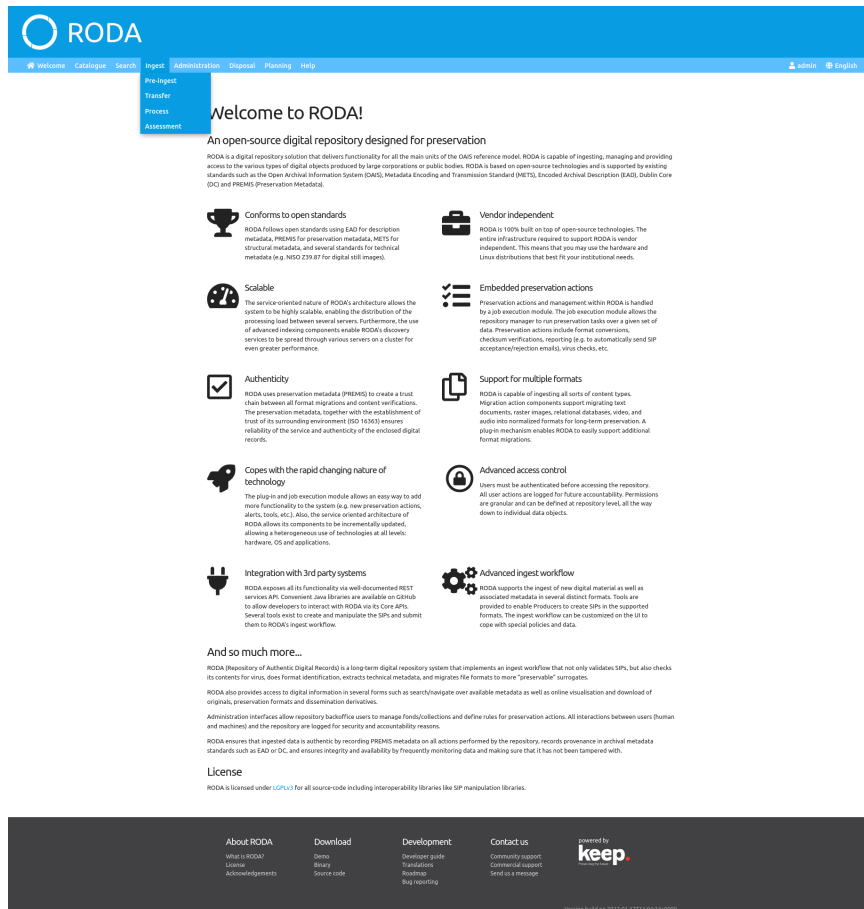 RODA
Welcome Catalogue Search Ingest Administration Disposal Planning Help admin English
Pre-ingest
Transfer
Process
Assessment
Welcome to RODA!
An open-source digital repository designed for preservation
RODA is a digital repository solution that delivers functionality for all the main units of the OAIS reference model. RODA is capable of ingesting, managing and providing
access to the various types of digital objects produced by large corporations or public bodies. RODA is based on open-source technologies and is supported by existing
standards such as the Open Archival Information System (OAIS), Metadata Encoding and Transmission Standard (METS), Encoded Archival Description (EAD), Dublin Core
(DC) and PREMIS (Preservation Metadata).
Conforms to open standards
RODA follows open standards using EAD for description
metadata, PREMIS for preservation metadata, METS for
structural metadata, and several standards for technical
metadata (e.g. NISO Z39.87 for digital still images).
Vendor independent
RODA is 100% built on top of open-source technologies. The
entire infrastructure required to support RODA is vendor
independent. This means that you may use the hardware and
Linux distributions that best fit your institutional needs.
Scalable
The service-oriented nature of RODA's architecture allows the
system to be highly scalable, enabling the distribution of the
processing load between several servers. Furthermore, the use
of advanced indexing components enable RODA's discovery
services to be spread through various servers on a cluster for
even greater performance.
Embedded preservation actions
Preservation actions and management within RODA is handled
by a job execution module. The job execution module allows the
repository manager to run preservation tasks over a given set of
data. Preservation actions include format conversions,
checksum verifications, reporting (e.g. to automatically send SIP
acceptance/rejection emails), virus checks, etc.
Authenticity
RODA uses preservation metadata (PREMIS) to create a trust
chain between all format migrations and content verifications.
The preservation metadata, together with the establishment of
trust of its surrounding environment (ISO 16363) ensures
reliability of the service and authenticity of the enclosed digital
records.
Support for multiple formats
RODA is capable of ingesting all sorts of content types.
Migration action components support migrating text
documents, raster images, relational databases, video, and
audio into normalized formats for long-term preservation. A
plug-in mechanism enables RODA to easily support additional
format migrations.
Copes with the rapid changing nature of
technology
The plug-in and job execution module allows an easy way to add
more functionality to the system (e.g. new preservation actions,
alerts, tools, etc.). Also, the service oriented architecture of
RODA allows its components to be incrementally updated,
allowing a heterogeneous use of technologies at all levels:
hardware, OS and applications.
Advanced access control
Users must be authenticated before accessing the repository.
All user actions are logged for future accountability. Permissions
are granular and can be defined at repository level, all the way
down to individual data objects.
Integration with 3rd party systems
RODA exposes all its functionality via well-documented REST
services API. Convenient Java libraries are available on GitHub
to allow developers to interact with RODA via its Core APIs.
Several tools exist to create and manipulate the SIPs and submit
them to RODA's ingest workflow.
Advanced ingest workflow
RODA supports the ingest of new digital material as well as
associated metadata in several distinct formats. Tools are
provided to enable Producers to create SIPs in the supported
formats. The ingest workflow can be customized on the UI to
cope with special policies and data.
And so much more...
RODA (Repository of Authentic Digital Records) is a long-term digital repository system that implements an ingest workflow that not only validates SIPs, but also checks
its contents for virus, does format identification, extracts technical metadata, and migrates file formats to more "preservable" surrogates.
RODA also provides access to digital information in several forms such as search/navigate over available metadata as well as online visualisation and download of
originals, preservation formats and dissemination derivatives.
Administration interfaces allow repository backoffice users to manage fonds/collections and define rules for preservation actions. All interactions between users (human
and machines) and the repository are logged for security and accountability reasons.
RODA ensures that ingested data is authentic by recording PREMIS metadata on all actions performed by the repository, records provenance in archival metadata
standards such as EAD or DC, and ensures integrity and availability by frequently monitoring data and making sure that it has not been tampered with.
License
RODA is licensed under LGPLv3 for all source-code including interoperability libraries like SIP manipulation libraries.
About RODA
What is RODA?
License
Acknowledgements
Download
Demo
Binary
Source code
Development
Developer guide
Translations
Roadmap
Bug reporting
Contact us
Community support
Commercial support
Send us a message
powered by
keep.